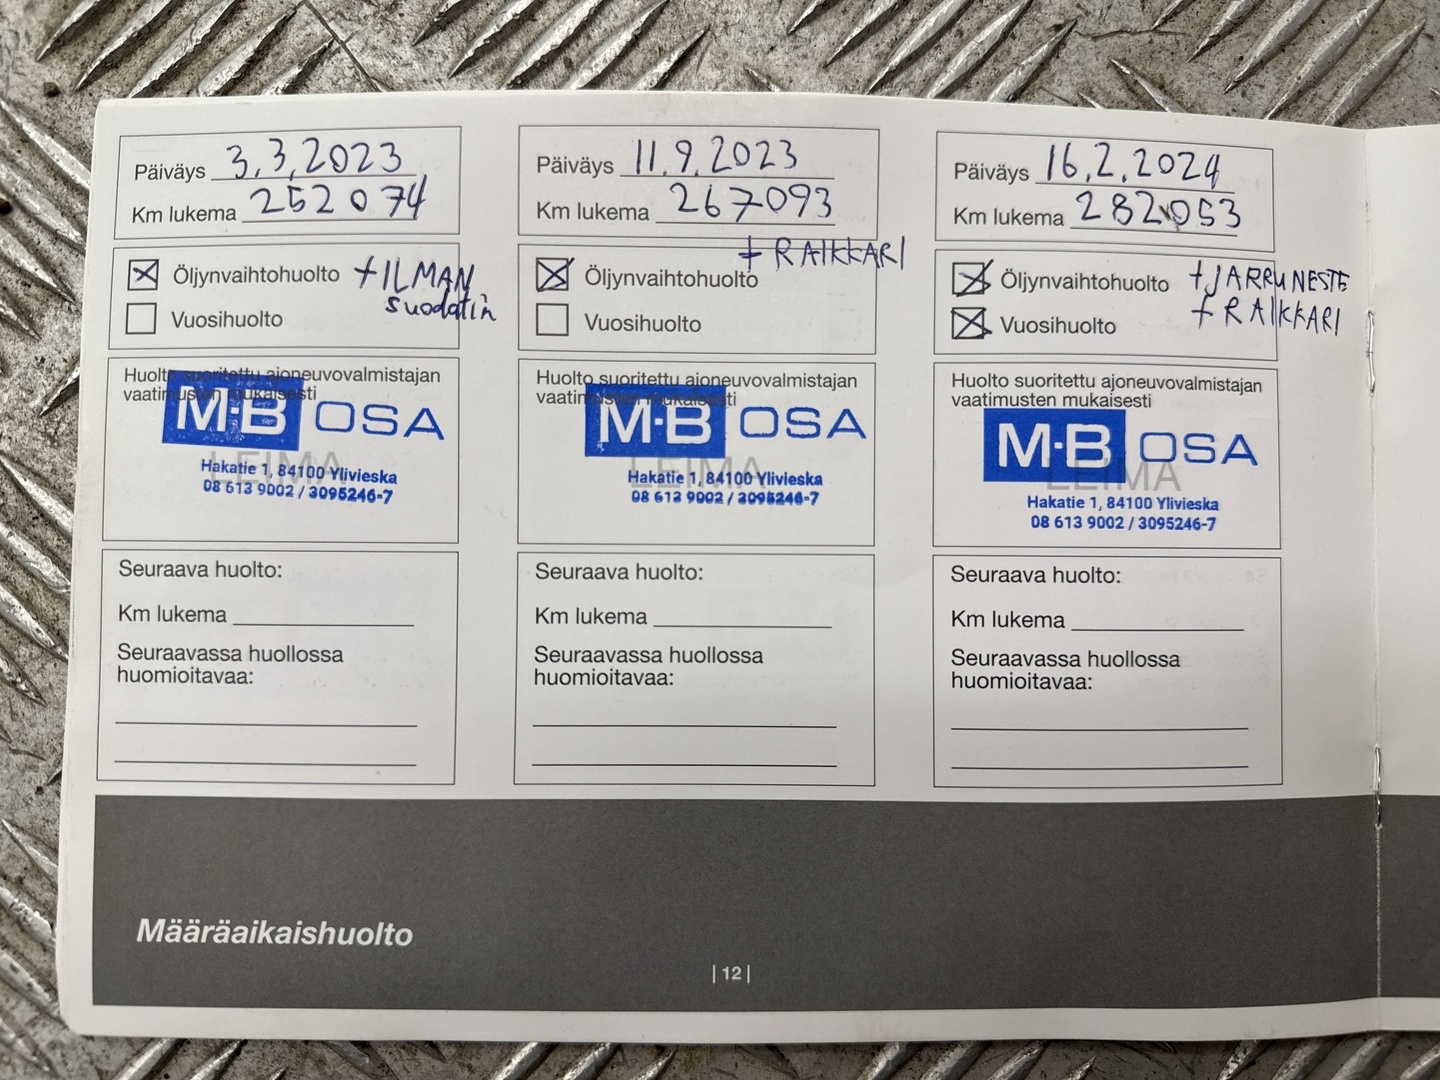 Päiväys 3.3.2023
Km lukema 252074
Öljynvaihtohuolto + ILMAN
suodatin
Vuosihuolto
Huolto suoritettu ajoneuvovalmistajan
vaatimusten mukaisesti
LEIMA
M·B OSA
Hakatie 1, 84100 Ylivieska
08 613 9002 / 3095246-7
Seuraava huolto:
Km lukema
Seuraavassa huollossa
huomioitavaa:
Päiväys 11.9.2023
Km lukema 267093
+ RAIKKARI
Öljynvaihtohuolto
Vuosihuolto
Huolto suoritettu ajoneuvovalmistajan
vaatimusten mukaisesti
LEIMA
M·B OSA
Hakatie 1, 84100 Ylivieska
08 613 9002 / 3095246-7
Seuraava huolto:
Km lukema
Seuraavassa huollossa
huomioitavaa:
Päiväys 16.2.2024
Km lukema 282053
Öljynvaihtohuolto + JARRUNESTE
+ RAIKKARI
Vuosihuolto
Huolto suoritettu ajoneuvovalmistajan
vaatimusten mukaisesti
LEIMA
M·B OSA
Hakatie 1, 84100 Ylivieska
08 613 9002 / 3095246-7
Seuraava huolto:
Km lukema
Seuraavassa huollossa
huomioitavaa:
Määräaikaishuolto
| 12 |